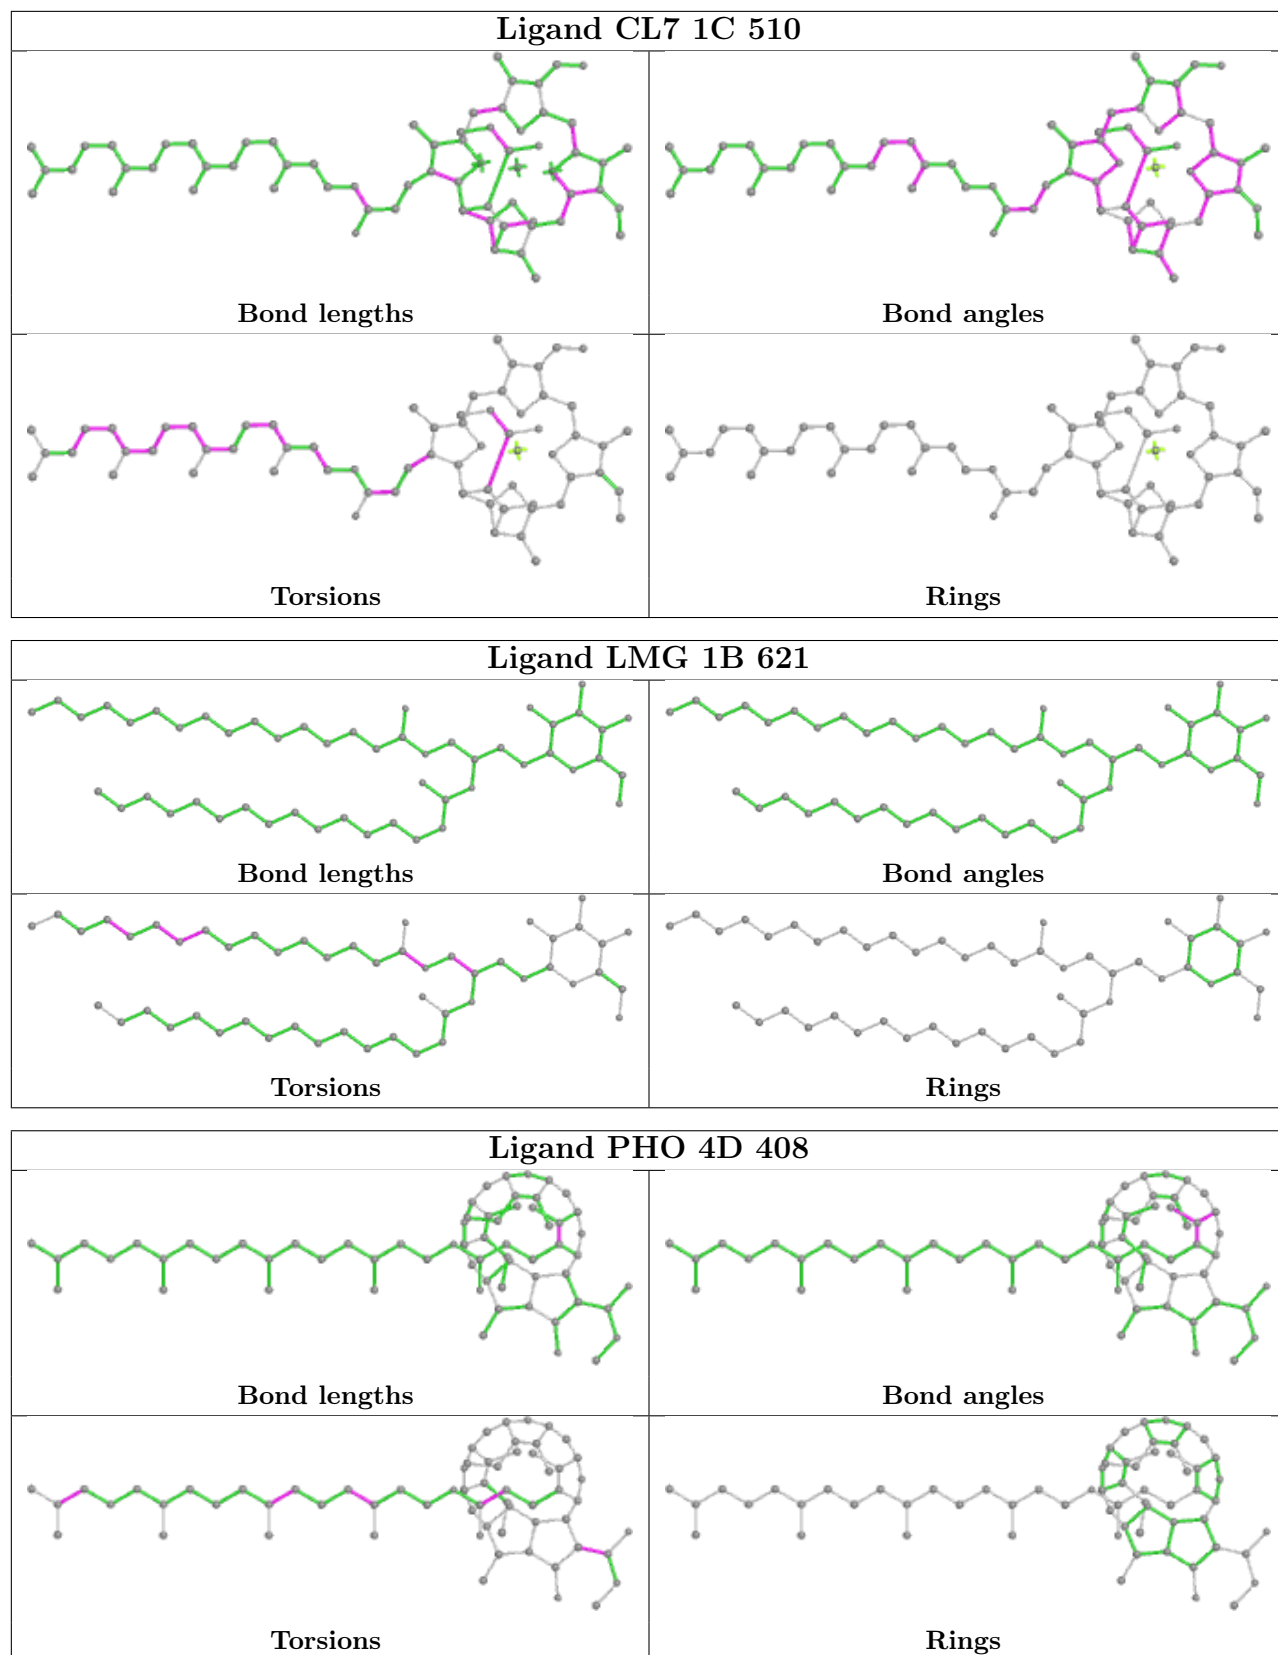 Ligand CL7 1C 510
Bond lengths
Bond angles
Torsions
Rings
Ligand LMG 1B 621
Bond lengths
Bond angles
Torsions
Rings
Ligand PHO 4D 408
Bond lengths
Bond angles
Torsions
Rings